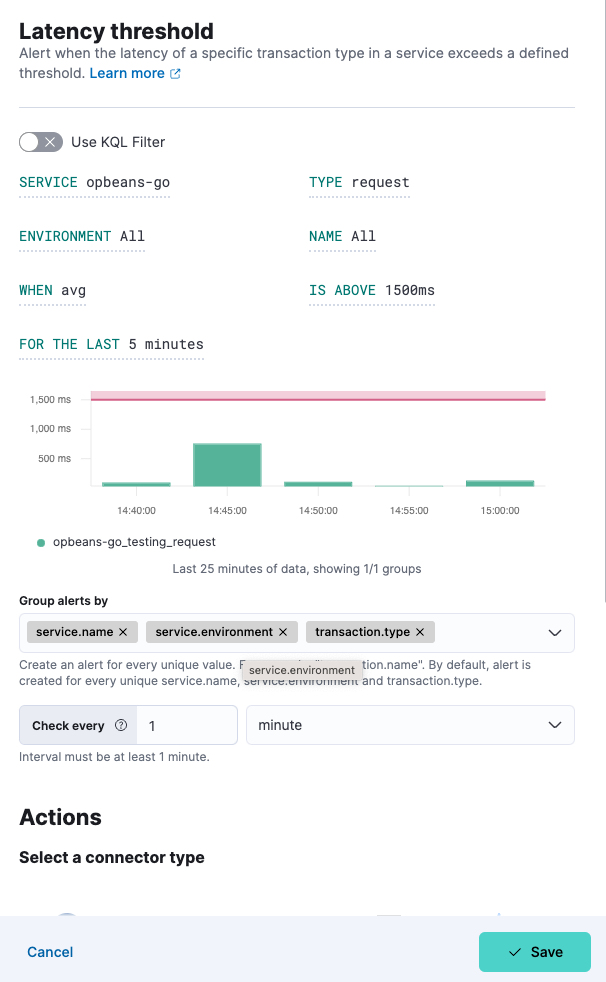 Latency threshold
Alert when the latency of a specific transaction type in a service exceeds a defined
threshold. Learn more
Use KQL Filter
SERVICE opbeans-go
TYPE request
ENVIRONMENT All
NAME All
WHEN avg
IS ABOVE 1500ms
FOR THE LAST 5 minutes
1,500 ms
1,000 ms
500 ms
14:40:00
14:45:00
14:50:00
14:55:00
15:00:00
opbeans-go_testing_request
Last 25 minutes of data, showing 1/1 groups
Group alerts by
service.name
service.environment
transaction.type
Create an alert for every unique value. tion.name". By default, alert is
service.environment
created for every unique service.name, service.environment and transaction.type.
Check every
1
minute
Interval must be at least 1 minute.
Actions
Select a connector type
Cancel
Save